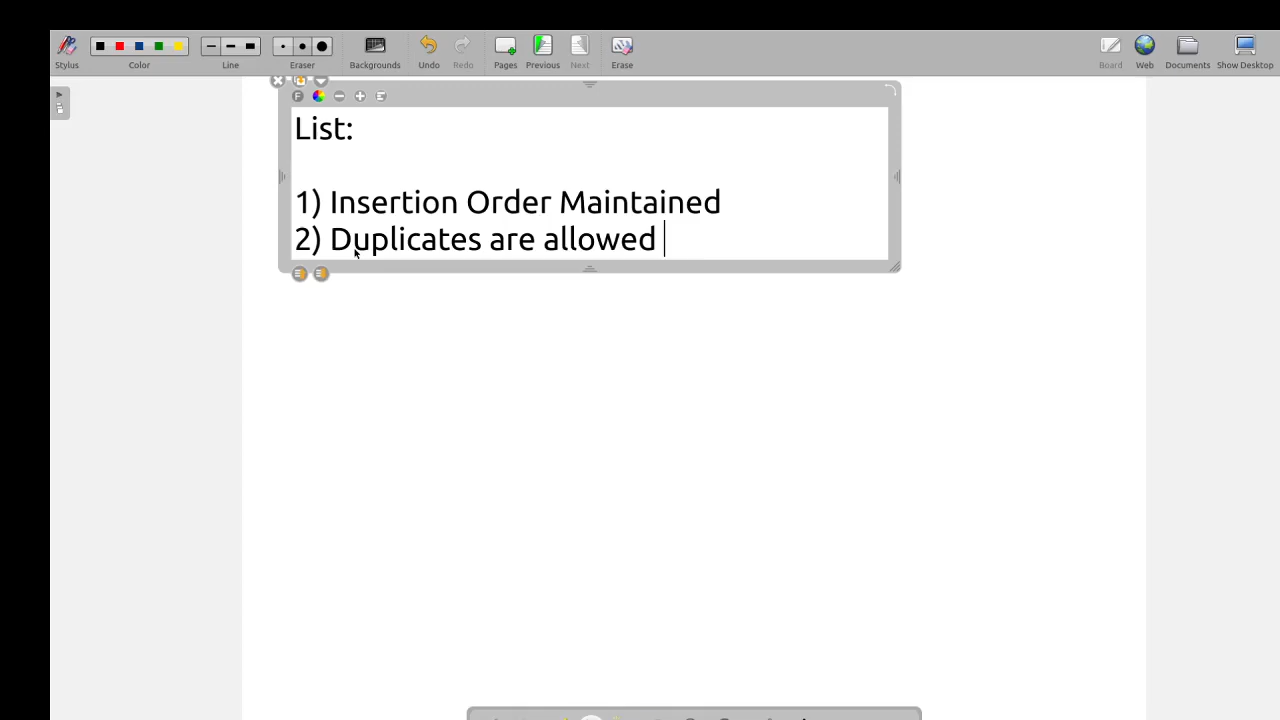 Stylus Color Line Eraser Backgrounds Undo Redo Pages Previous Next Erase Board Web Documents Show Desktop
F
List:
1) Insertion Order Maintained
2) Duplicates are allowed